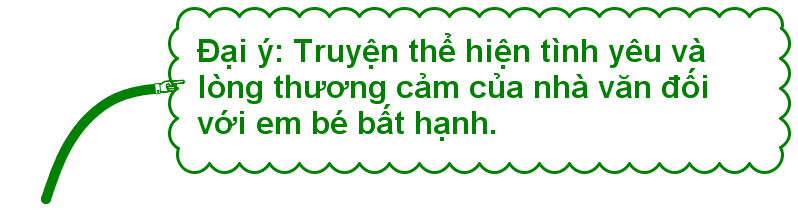 Đại ý: Truyện thể hiện tình yêu và
lòng thương cảm của nhà văn đối
với em bé bất hạnh.